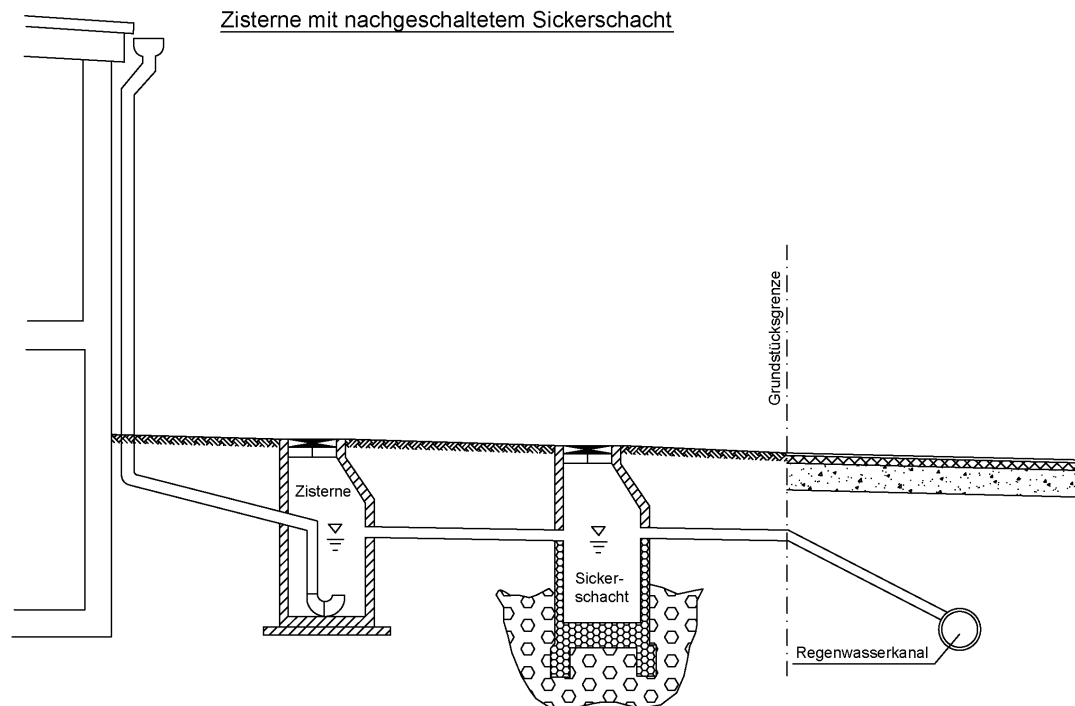 Zisterne mit nachgeschaltetem Sickerschacht
Grundstücksgrenze
Zisterne
Sicker-
schacht
Regenwasserkanal